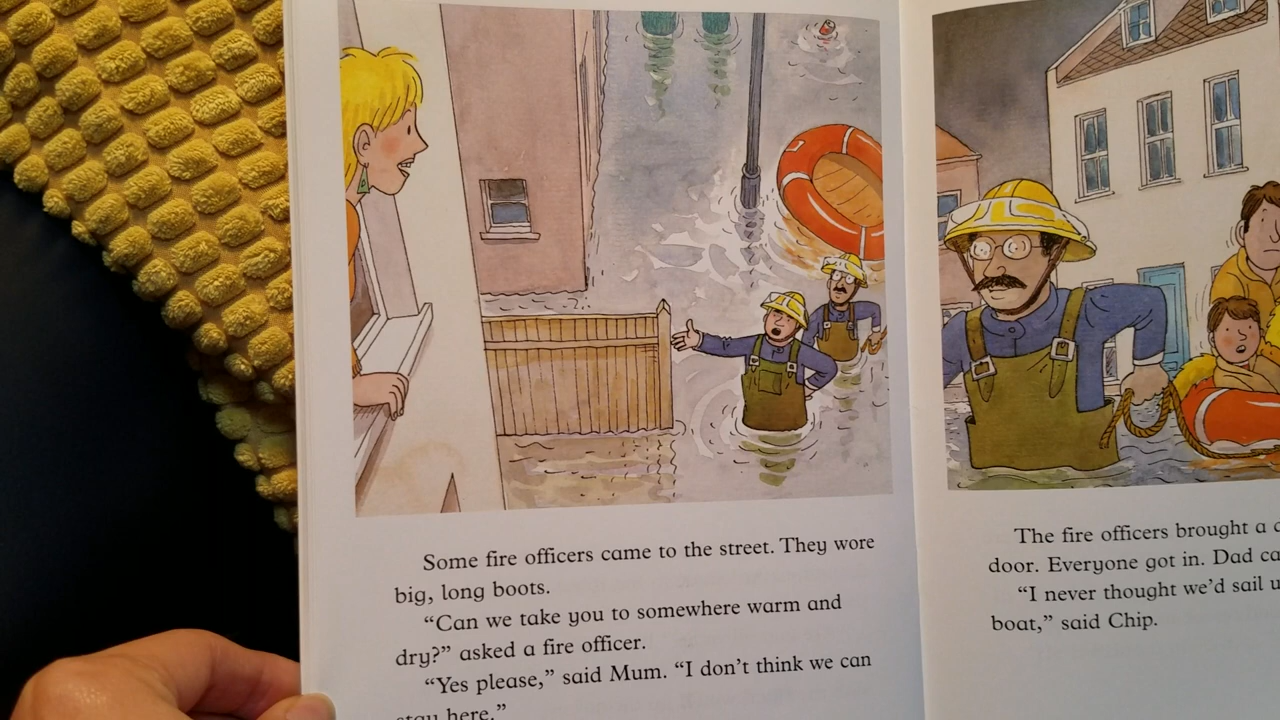 Some fire officers came to the street. They wore
big, long boots.
“Can we take you to somewhere warm and
dry?” asked a fire officer.
“Yes please,” said Mum. “I don’t think we can
stay here.”
The fire officers brought a
door. Everyone got in. Dad
“I never thought we’d sail
boat,” said Chip.